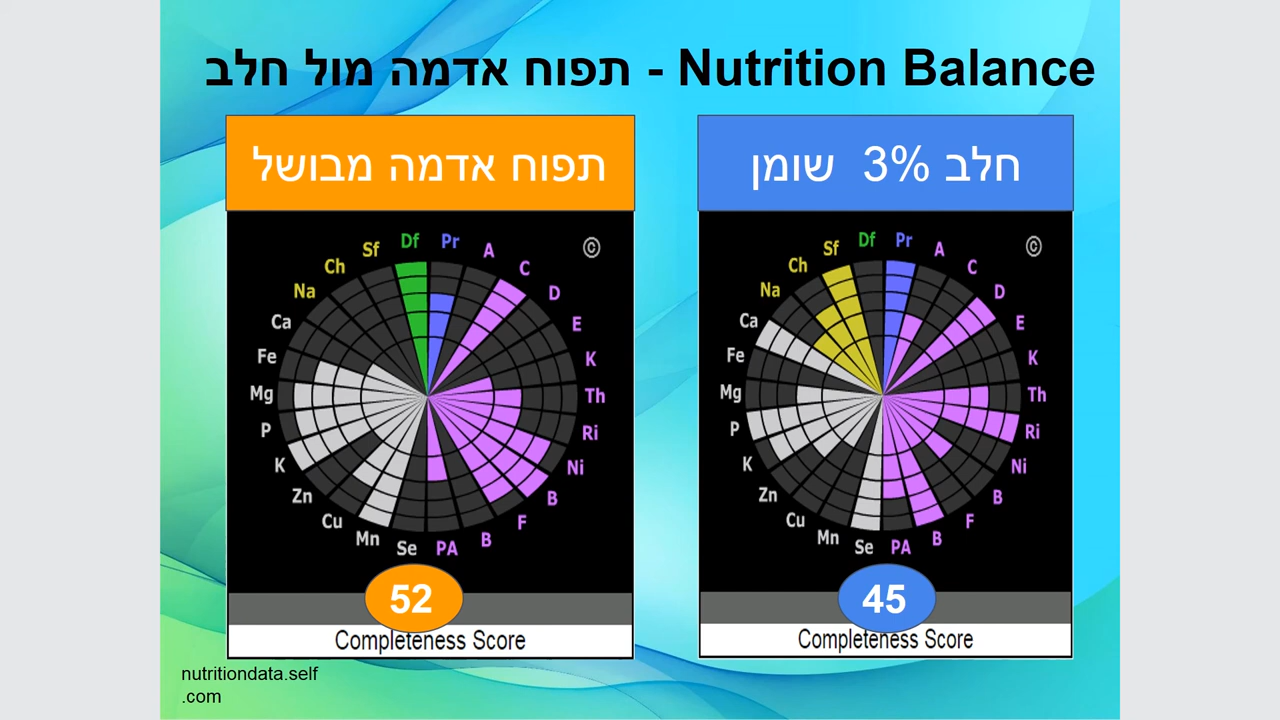 תפוח אדמה מול חלב - Nutrition Balance
תפוח אדמה מבושל
Df
Pr
A
C
D
E
K
Th
Ri
Ni
B
F
B
PA
Se
Mn
Cu
Zn
K
P
Mg
Fe
Ca
Na
Ch
Sf
©
52
Completeness Score
חלב 3% שומן
Df
Pr
A
C
D
E
K
Th
Ri
Ni
B
F
B
PA
Se
Mn
Cu
Zn
K
P
Mg
Fe
Ca
Na
Ch
Sf
©
45
Completeness Score
nutritiondata.self
.com